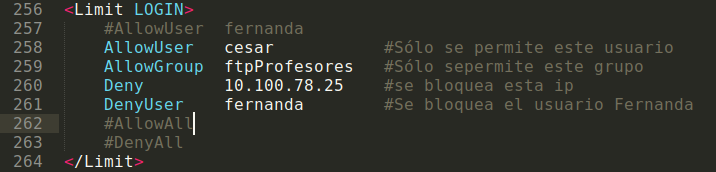 256 <Limit LOGIN>
257 #AllowUser fernanda
258 AllowUser cesar #Sólo se permite este usuario
259 AllowGroup ftpProfesores #Sólo sepermite este grupo
260 Deny 10.100.78.25 #se bloquea esta ip
261 DenyUser fernanda #Se bloquea el usuario Fernanda
262 #AllowAll
263 #DenyAll
264 </Limit>